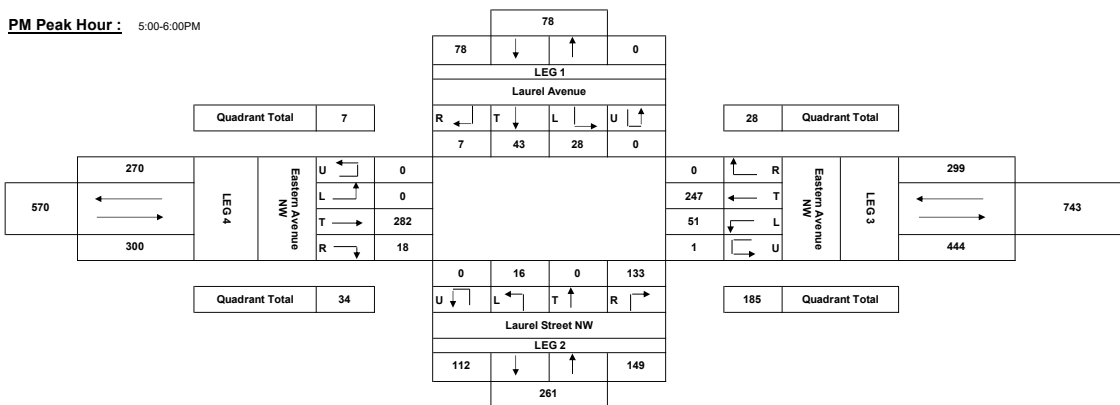 PM Peak Hour : 5:00-6:00PM
78
78 0
LEG 1
Laurel Avenue
Quadrant Total 7
R T L U
28 Quadrant Total
7 43 28 0
270
U 0
0 R
299
570
LEG 4
Eastern Avenue NW
L 0
247 T
Eastern Avenue NW
LEG 3
743
T 282
51 L
300
R 18
1 U
444
0 16 0 133
Quadrant Total 34
U L T R
185 Quadrant Total
Laurel Street NW
LEG 2
112 149
261